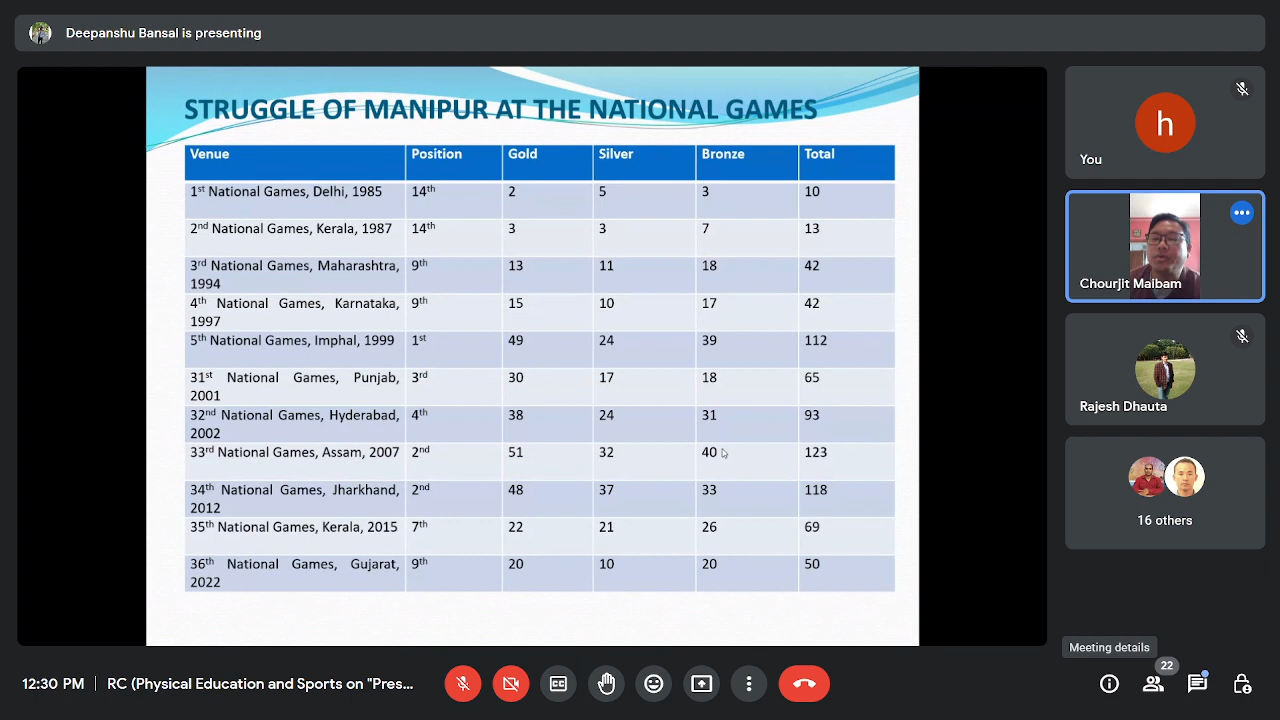 Deepanshu Bansal is presenting
STRUGGLE OF MANIPUR AT THE NATIONAL GAMES
Venue Position Gold Silver Bronze Total
1st National Games, Delhi, 1985 14th 2 5 3 10
2nd National Games, Kerala, 1987 14th 3 3 7 13
3rd National Games, Maharashtra, 9th 13 11 18 42
1994
4th National Games, Karnataka, 9th 15 10 17 42
1997
5th National Games, Imphal, 1999 1st 49 24 39 112
31st National Games, Punjab, 3rd 30 17 18 65
2001
32nd National Games, Hyderabad, 4th 38 24 31 93
2002
33rd National Games, Assam, 2007 2nd 51 32 40 123
34th National Games, Jharkhand, 2nd 48 37 33 118
2012
35th National Games, Kerala, 2015 7th 22 21 26 69
36th National Games, Gujarat, 9th 20 10 20 50
2022
h
You
Chourjit Maibam
Rajesh Dhauta
16 others
Meeting details
12:30 PM | RC (Physical Education and Sports on "Pres...
CC
22